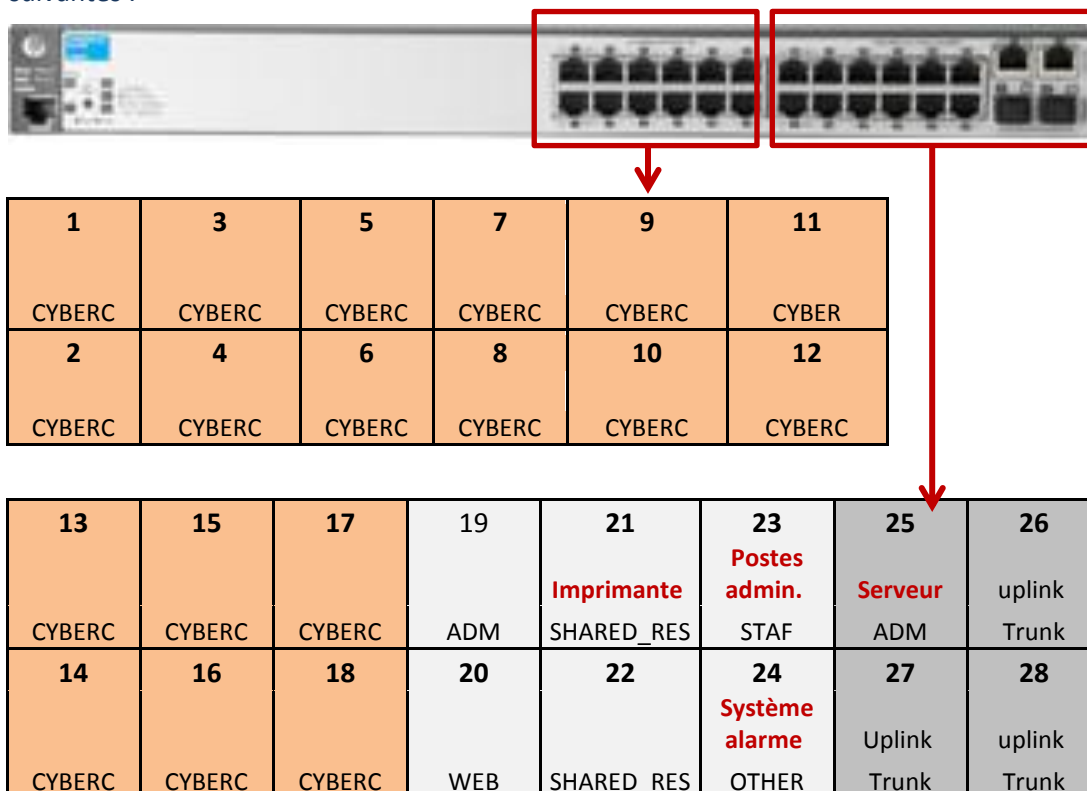 suivantes :
1 3 5 7 9 11
CYBERC CYBERC CYBERC CYBERC CYBERC CYBER
2 4 6 8 10 12
CYBERC CYBERC CYBERC CYBERC CYBERC CYBERC
13 15 17 19 21 23 25 26
Postes
Imprimante admin. Serveur uplink
CYBERC CYBERC CYBERC ADM SHARED_RES STAF ADM Trunk
14 16 18 20 22 24 27 28
Système
alarme Uplink uplink
CYBERC CYBERC CYBERC WEB SHARED_RES OTHER Trunk Trunk